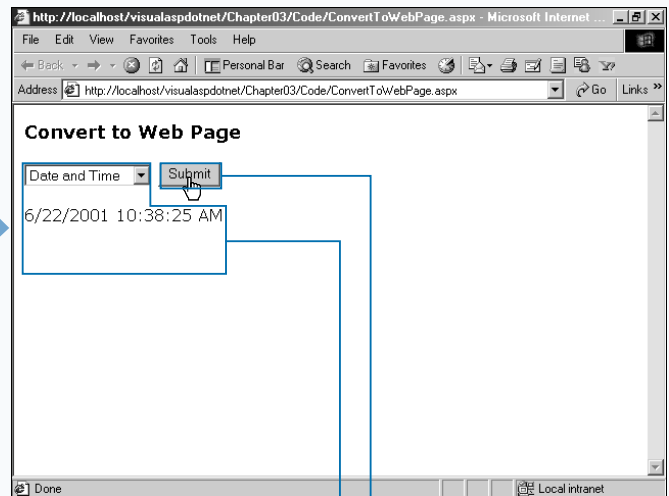 http://localhost/visualaspdotnet/Chapter03/Code/ConvertToWebPage.aspx - Microsoft Internet ...
File Edit View Favorites Tools Help
Back Personal Bar Search Favorites
Address http://localhost/visualaspdotnet/Chapter03/Code/ConvertToWebPage.aspx Go Links »
Convert to Web Page
Date and Time Submit
6/22/2001 10:38:25 AM
Done Local intranet